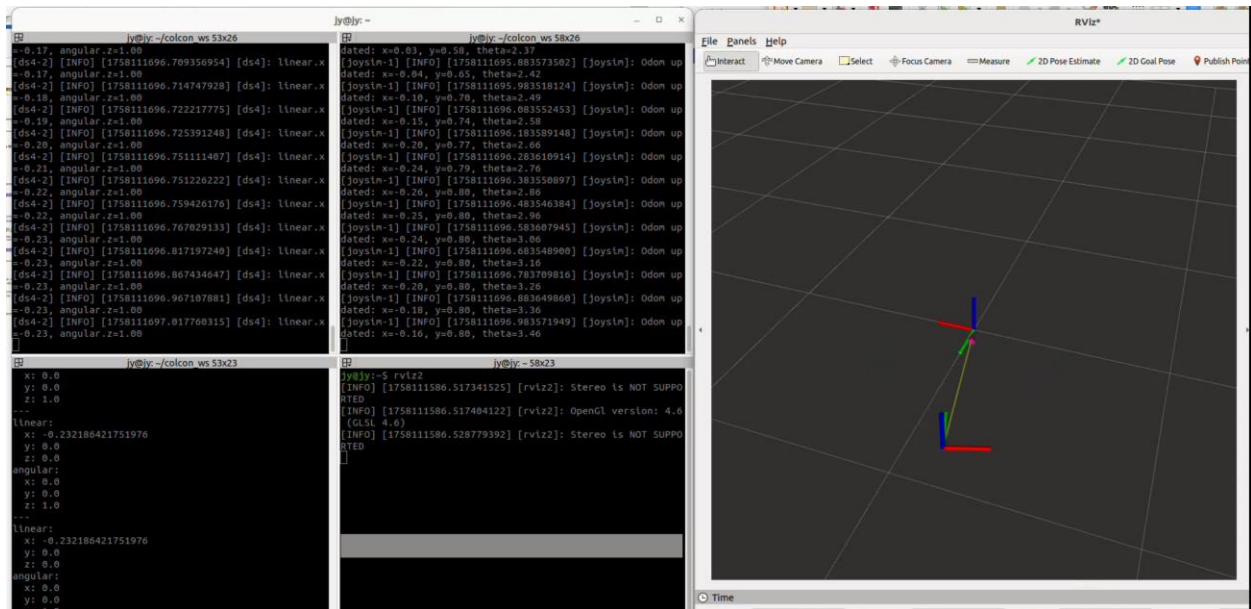 jy@jy: ~
jy@jy: ~/colcon_ws 53x26
=-0.17, angular.z=1.00
[ds4-2] [INFO] [1758111696.709356954] [ds4]: linear.x
=-0.17, angular.z=1.00
[ds4-2] [INFO] [1758111696.714747928] [ds4]: linear.x
=-0.18, angular.z=1.00
[ds4-2] [INFO] [1758111696.722217775] [ds4]: linear.x
=-0.19, angular.z=1.00
[ds4-2] [INFO] [1758111696.725391248] [ds4]: linear.x
=-0.20, angular.z=1.00
[ds4-2] [INFO] [1758111696.751111407] [ds4]: linear.x
=-0.21, angular.z=1.00
[ds4-2] [INFO] [1758111696.751226222] [ds4]: linear.x
=-0.22, angular.z=1.00
[ds4-2] [INFO] [1758111696.759426176] [ds4]: linear.x
=-0.22, angular.z=1.00
[ds4-2] [INFO] [1758111696.767029133] [ds4]: linear.x
=-0.23, angular.z=1.00
[ds4-2] [INFO] [1758111696.817197240] [ds4]: linear.x
=-0.23, angular.z=1.00
[ds4-2] [INFO] [1758111696.867434647] [ds4]: linear.x
=-0.23, angular.z=1.00
[ds4-2] [INFO] [1758111696.967107881] [ds4]: linear.x
=-0.23, angular.z=1.00
[ds4-2] [INFO] [1758111697.017760315] [ds4]: linear.x
=-0.23, angular.z=1.00
jy@jy: ~/colcon_ws 58x26
dated: x=0.03, y=0.58, theta=2.37
[joysim-1] [INFO] [1758111695.883573502] [joysim]: Odom up
dated: x=-0.04, y=0.65, theta=2.42
[joysim-1] [INFO] [1758111695.983518124] [joysim]: Odom up
dated: x=-0.10, y=0.70, theta=2.49
[joysim-1] [INFO] [1758111696.083552453] [joysim]: Odom up
dated: x=-0.15, y=0.74, theta=2.58
[joysim-1] [INFO] [1758111696.183589148] [joysim]: Odom up
dated: x=-0.20, y=0.77, theta=2.66
[joysim-1] [INFO] [1758111696.283610914] [joysim]: Odom up
dated: x=-0.24, y=0.79, theta=2.76
[joysim-1] [INFO] [1758111696.383550897] [joysim]: Odom up
dated: x=-0.26, y=0.80, theta=2.86
[joysim-1] [INFO] [1758111696.483546384] [joysim]: Odom up
dated: x=-0.25, y=0.80, theta=2.96
[joysim-1] [INFO] [1758111696.583607945] [joysim]: Odom up
dated: x=-0.24, y=0.80, theta=3.06
[joysim-1] [INFO] [1758111696.683548900] [joysim]: Odom up
dated: x=-0.22, y=0.80, theta=3.16
[joysim-1] [INFO] [1758111696.783709816] [joysim]: Odom up
dated: x=-0.20, y=0.80, theta=3.26
[joysim-1] [INFO] [1758111696.883649860] [joysim]: Odom up
dated: x=-0.18, y=0.80, theta=3.36
[joysim-1] [INFO] [1758111696.983571949] [joysim]: Odom up
dated: x=-0.16, y=0.80, theta=3.46
jy@jy: ~/colcon_ws 53x23
x: 0.0
y: 0.0
z: 1.0
---
linear:
x: -0.232186421751976
y: 0.0
z: 0.0
angular:
x: 0.0
y: 0.0
z: 1.0
---
linear:
x: -0.232186421751976
y: 0.0
z: 0.0
angular:
x: 0.0
y: 0.0
jy@jy: ~ 58x23
jy@jy:~$ rviz2
[INFO] [1758111586.517341525] [rviz2]: Stereo is NOT SUPPO
RTED
[INFO] [1758111586.517404122] [rviz2]: OpenGl version: 4.6
(GLSL 4.6)
[INFO] [1758111586.528779392] [rviz2]: Stereo is NOT SUPPO
RTED
RViz*
File Panels Help
Interact Move Camera Select Focus Camera Measure 2D Pose Estimate 2D Goal Pose Publish Point
Time